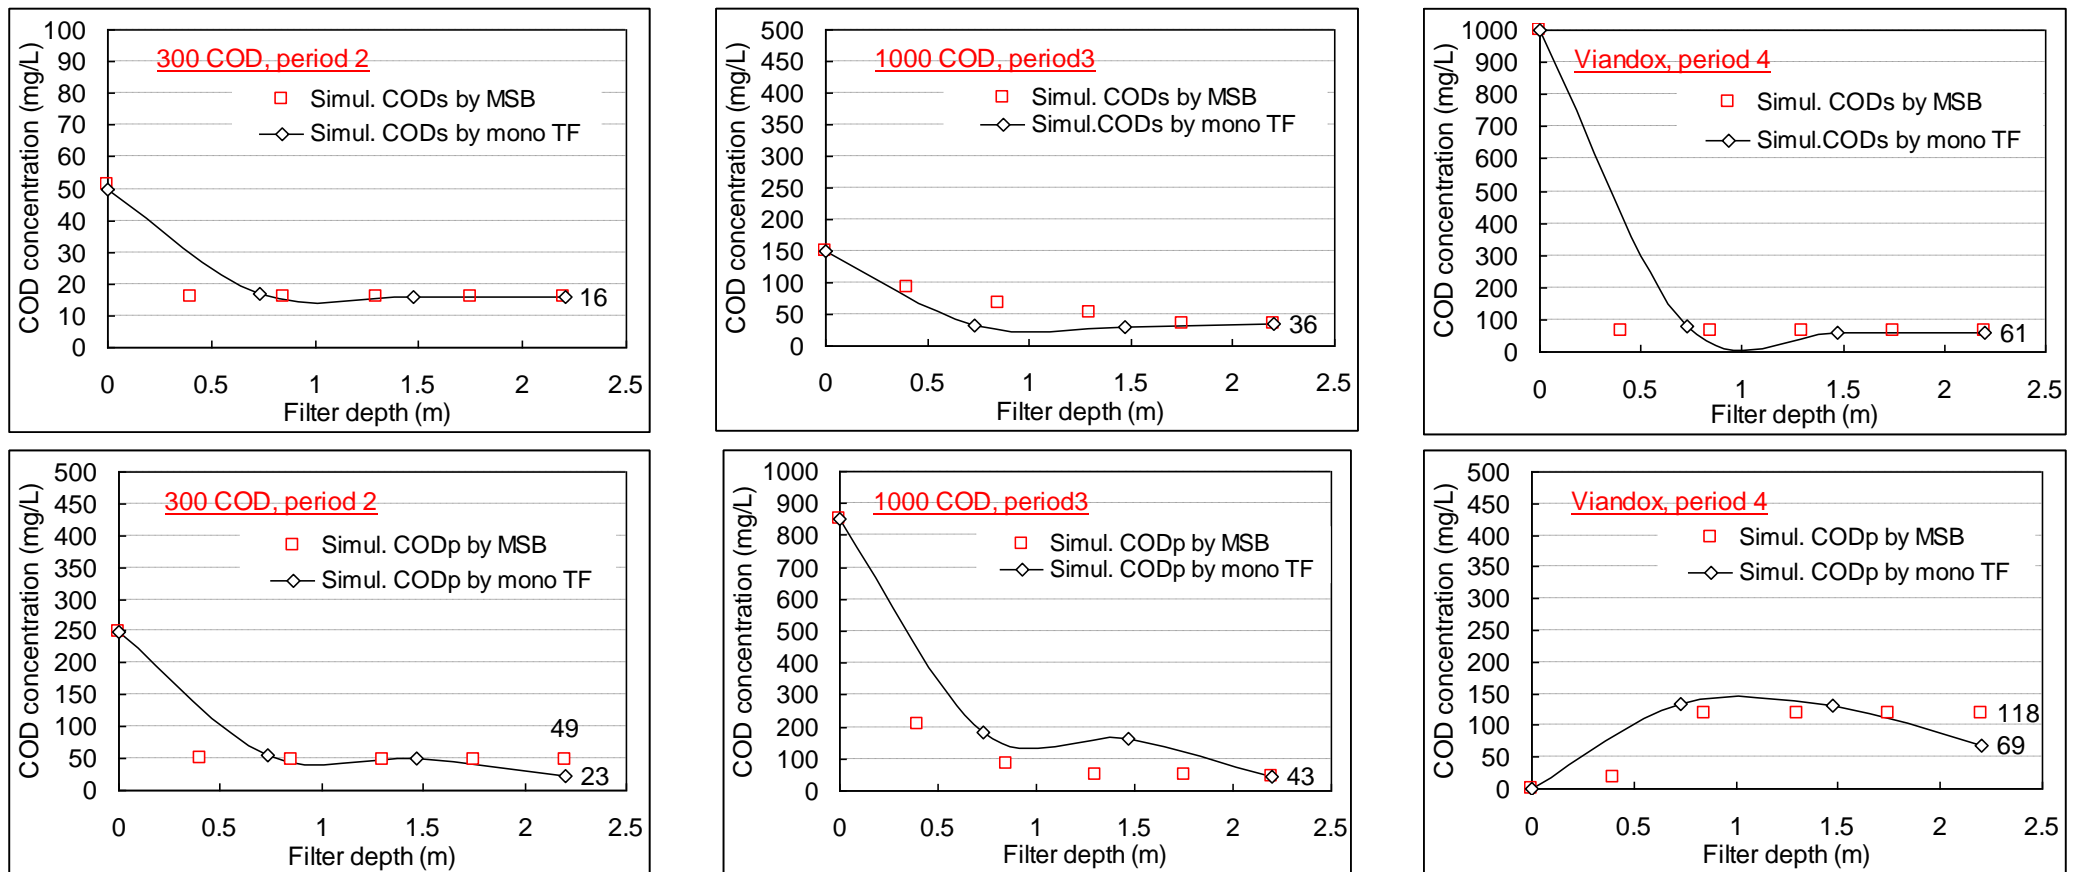 300 COD, period 2
Simul. CODs by MSB
Simul. CODs by mono TF
COD concentration (mg/L)
100
90
80
70
60
50
40
30
20
10
0
16
0 0.5 1 1.5 2 2.5
Filter depth (m)
1000 COD, period3
Simul. CODs by MSB
Simul.CODs by mono TF
COD concentration (mg/L)
500
450
400
350
300
250
200
150
100
50
0
36
0 0.5 1 1.5 2 2.5
Filter depth (m)
Viandox, period 4
Simul. CODs by MSB
Simul.CODs by mono TF
COD concentration (mg/L)
1000
900
800
700
600
500
400
300
200
100
0
61
0 0.5 1 1.5 2 2.5
Filter depth (m)
300 COD, period 2
Simul. CODp by MSB
Simul. CODp by mono TF
COD concentration (mg/L)
500
450
400
350
300
250
200
150
100
50
0
49
23
0 0.5 1 1.5 2 2.5
Filter depth (m)
1000 COD, period3
Simul. CODp by MSB
Simul. CODp by mono TF
COD concentration (mg/L)
1000
900
800
700
600
500
400
300
200
100
0
43
0 0.5 1 1.5 2 2.5
Filter depth (m)
Viandox, period 4
Simul. CODp by MSB
Simul. CODp by mono TF
COD concentration (mg/L)
500
450
400
350
300
250
200
150
100
50
0
118
69
0 0.5 1 1.5 2 2.5
Filter depth (m)